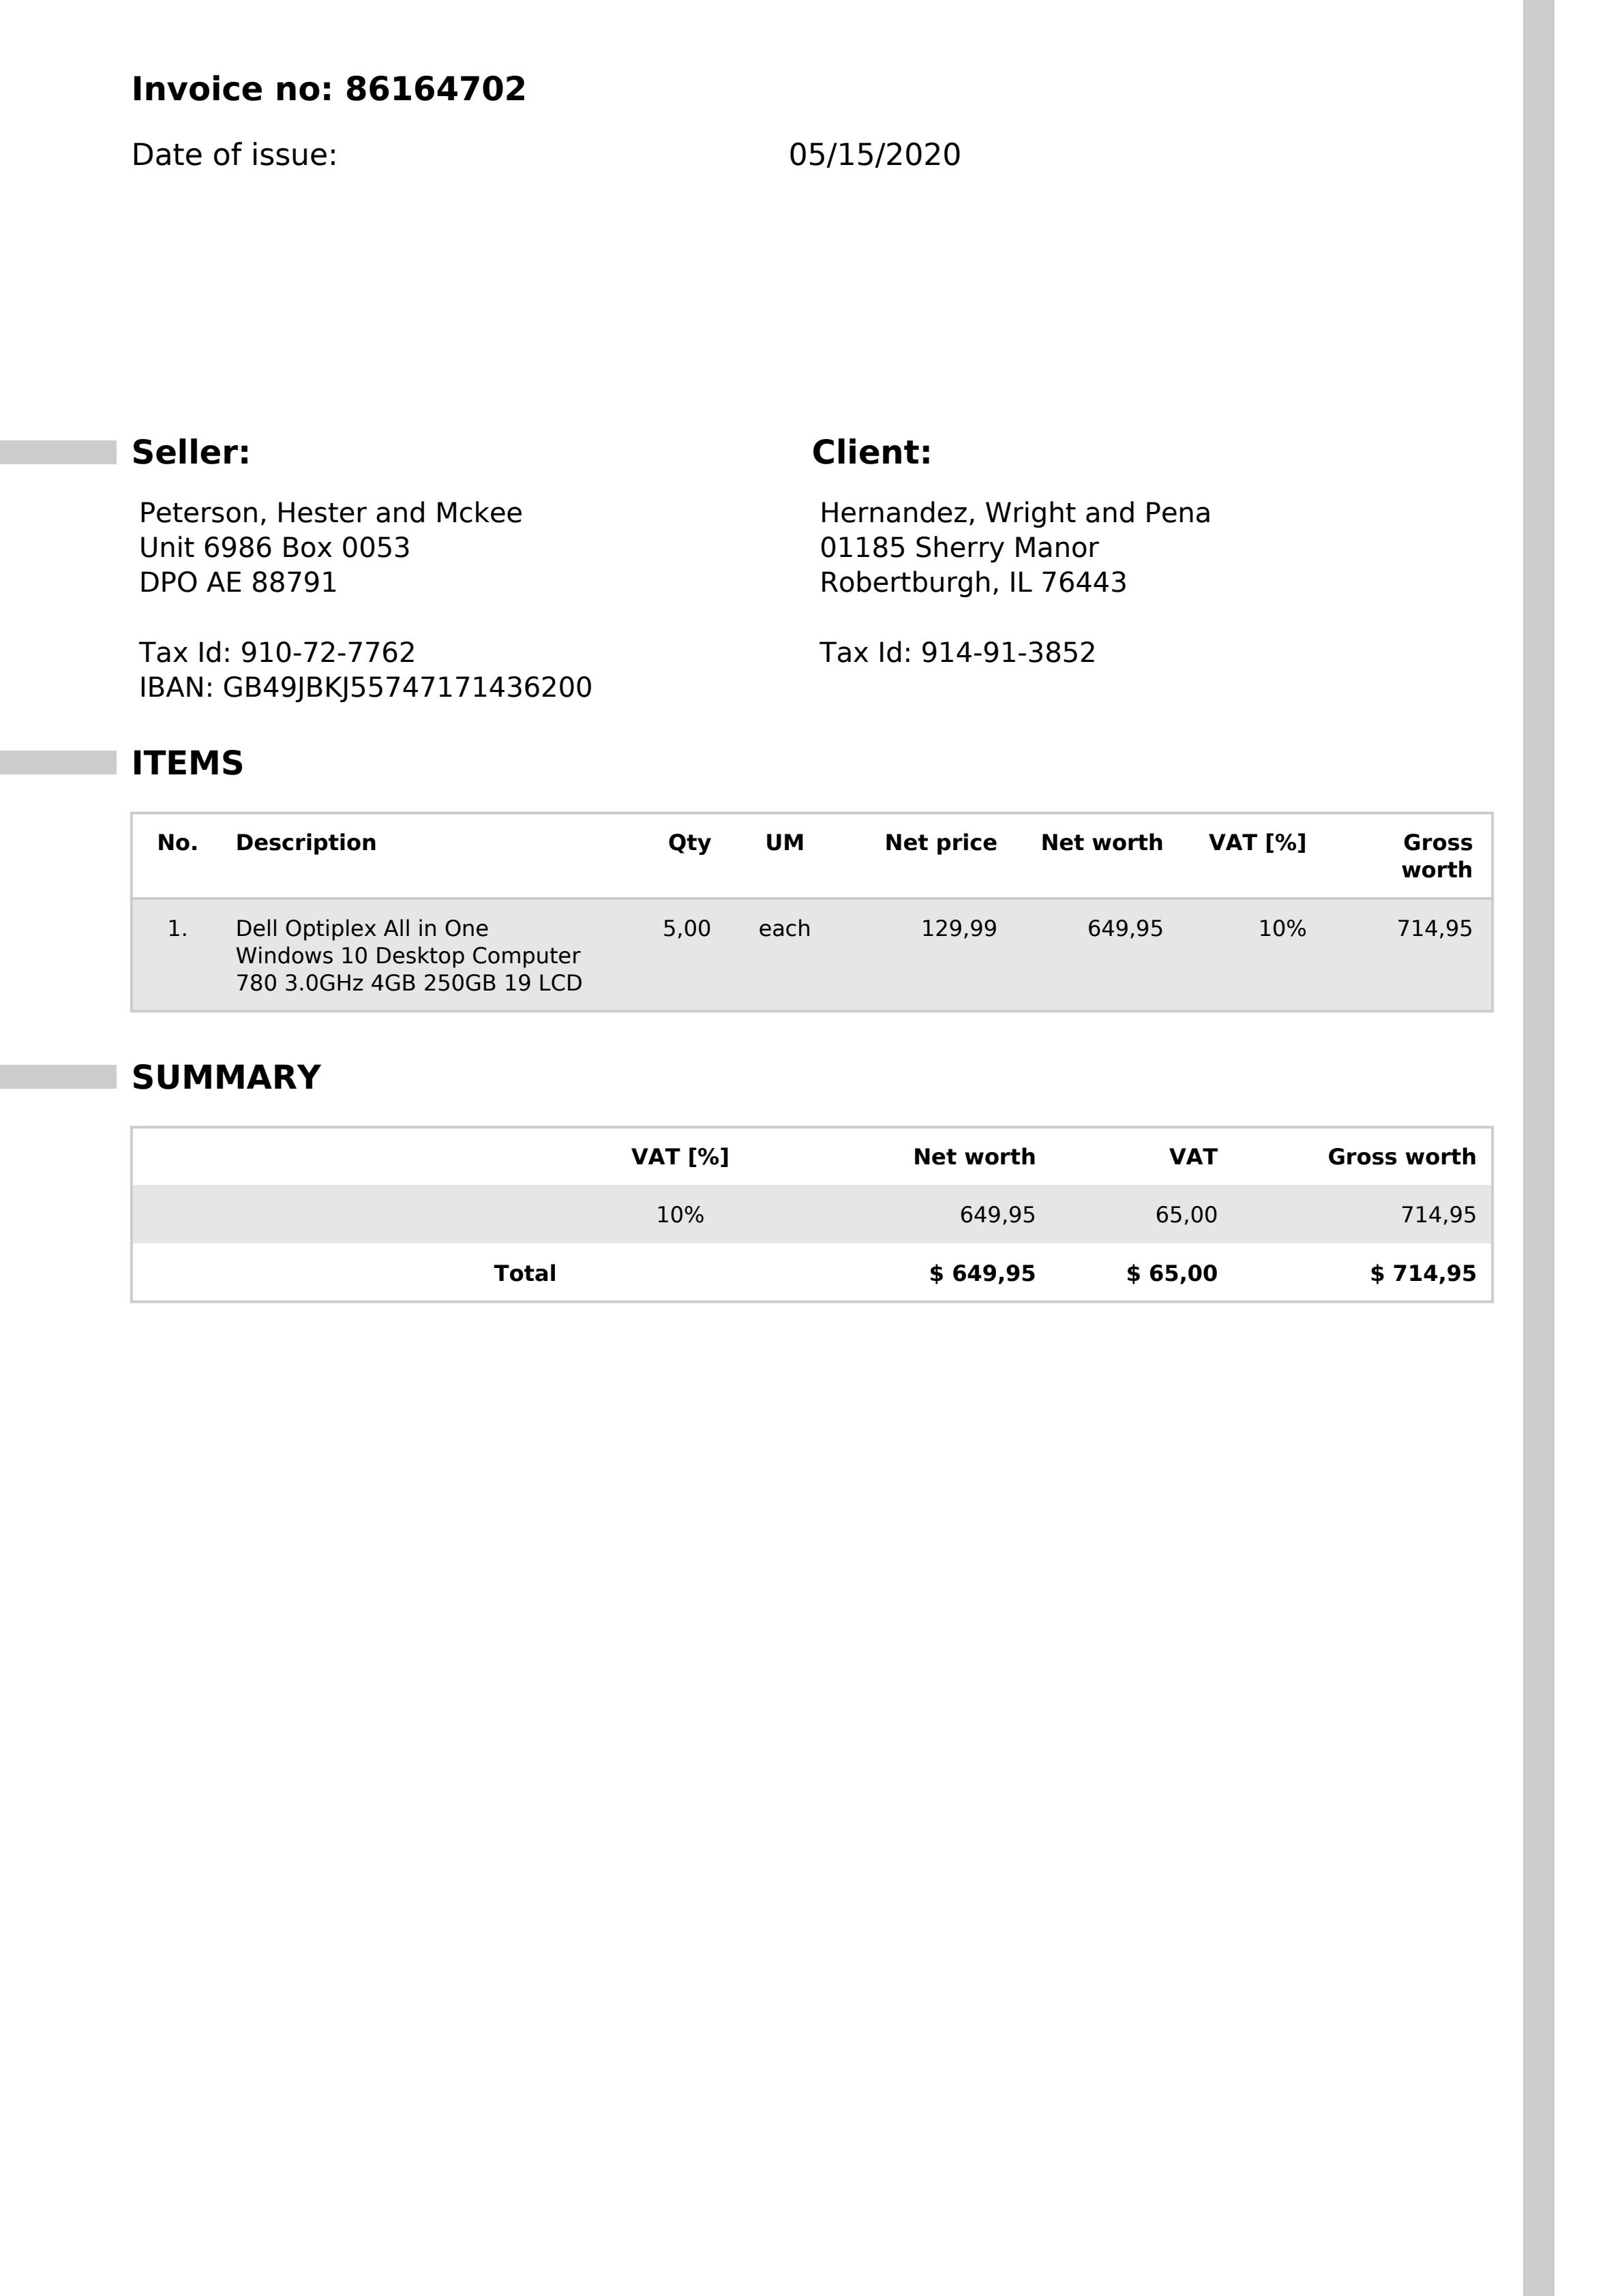 Invoice no: 86164702
Date of issue: 05/15/2020
Seller:
Peterson, Hester and Mckee
Unit 6986 Box 0053
DPO AE 88791
Tax Id: 910-72-7762
IBAN: GB49JBKJ55747171436200
Client:
Hernandez, Wright and Pena
01185 Sherry Manor
Robertburgh, IL 76443
Tax Id: 914-91-3852
ITEMS
No. Description Qty UM Net price Net worth VAT [%] Gross
worth
1. Dell Optiplex All in One 5,00 each 129,99 649,95 10% 714,95
Windows 10 Desktop Computer
780 3.0GHz 4GB 250GB 19 LCD
SUMMARY
VAT [%] Net worth VAT Gross worth
10% 649,95 65,00 714,95
Total $ 649,95 $ 65,00 $ 714,95